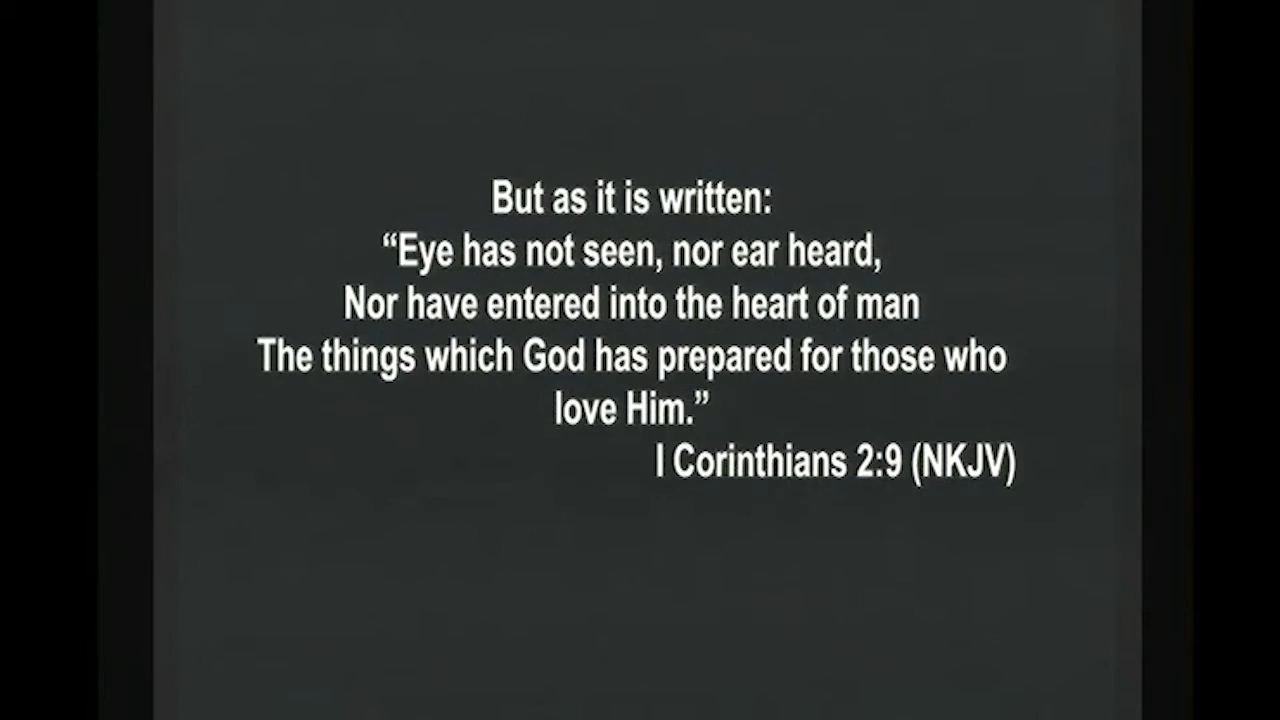 But as it is written:
“Eye has not seen, nor ear heard,
Nor have entered into the heart of man
The things which God has prepared for those who
love Him.”
I Corinthians 2:9 (NKJV)